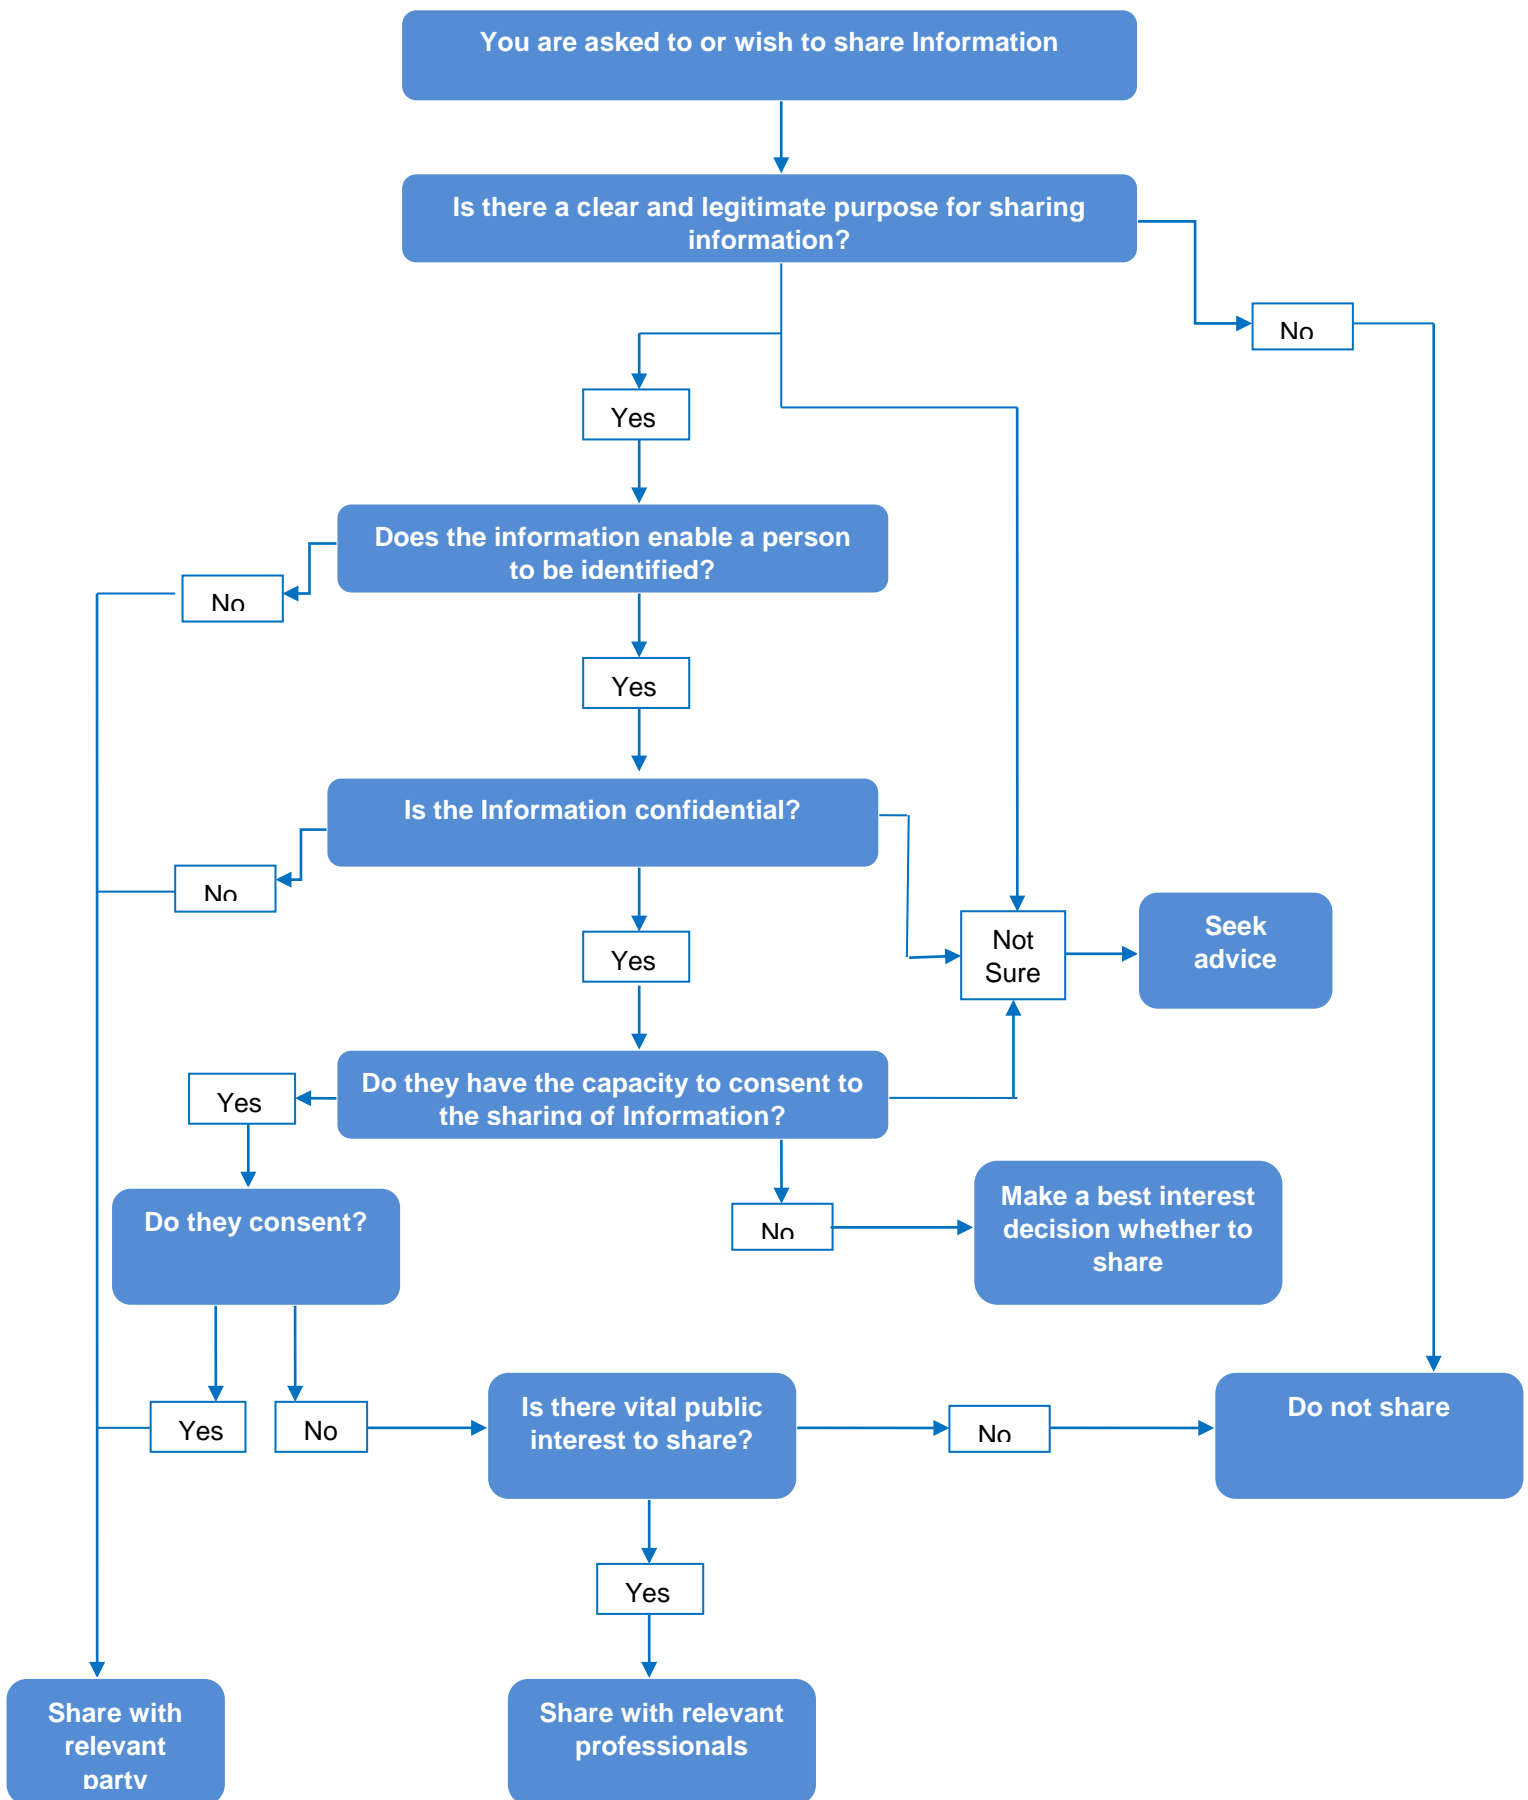 You are asked to or wish to share Information
Is there a clear and legitimate purpose for sharing
information?
No
Yes
Does the information enable a person
to be identified?
No
Yes
Is the Information confidential?
No
Yes
Not
Sure
Seek
advice
Do they have the capacity to consent to
the sharing of Information?
Yes
No
Make a best interest
decision whether to
share
Do they consent?
Yes
No
Is there vital public
interest to share?
No
Do not share
Yes
Share with
relevant
party
Share with relevant
professionals